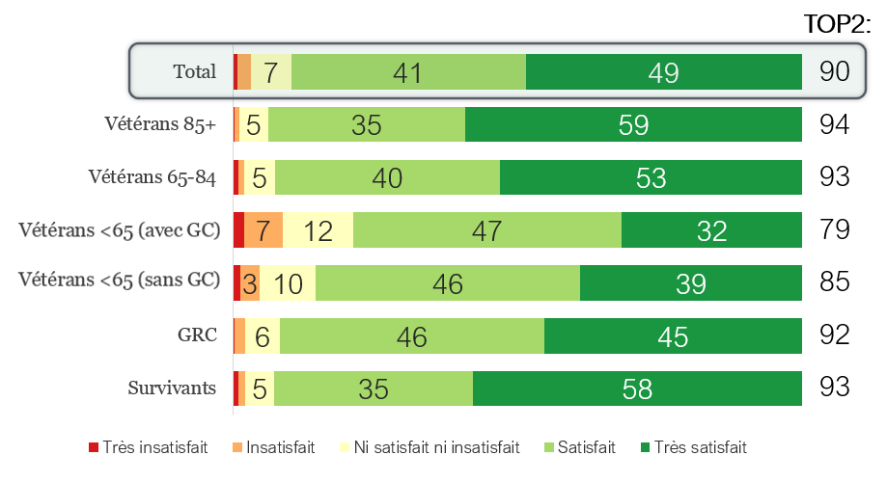 TOP2:
Total 7 41 49 90
Vétérans 85+ 5 35 59 94
Vétérans 65-84 5 40 53 93
Vétérans <65 (avec GC) 7 12 47 32 79
Vétérans <65 (sans GC) 3 10 46 39 85
GRC 6 46 45 92
Survivants 5 35 58 93
Très insatisfait Insatisfait Ni satisfait ni insatisfait Satisfait Très satisfait